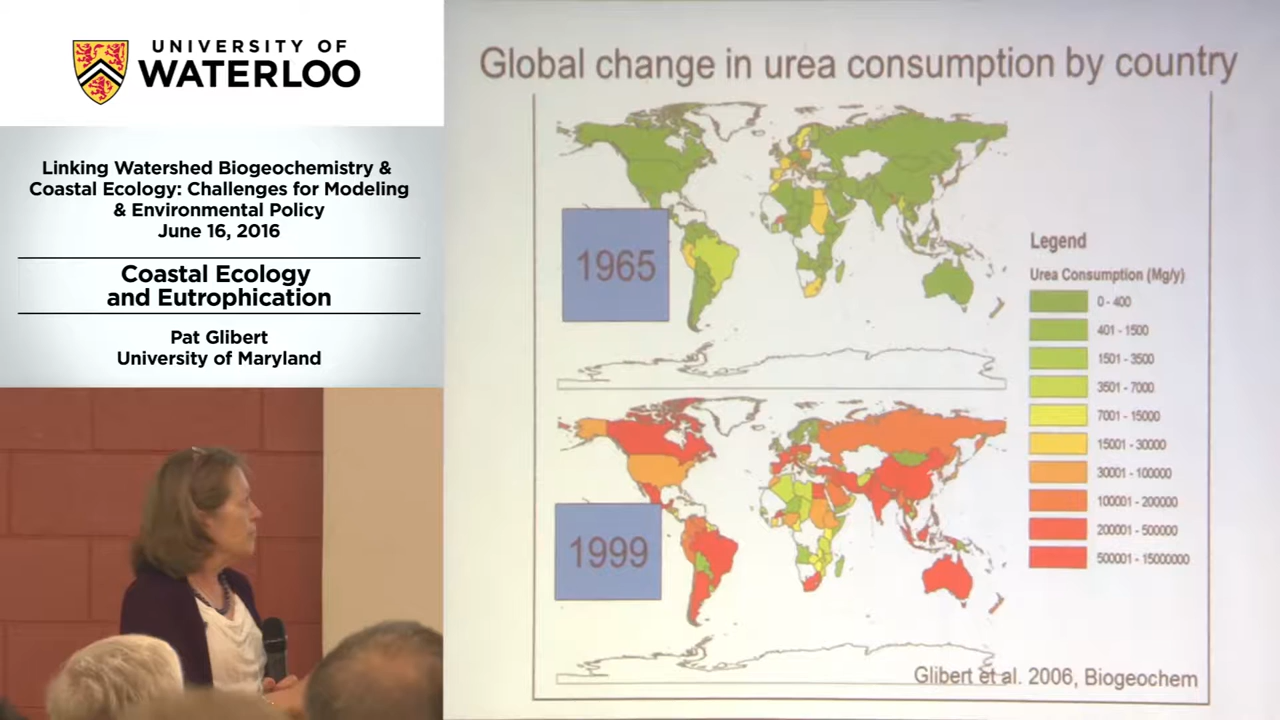 UNIVERSITY OF
WATERLOO
Linking Watershed Biogeochemistry &
Coastal Ecology: Challenges for Modeling
& Environmental Policy
June 16, 2016
Coastal Ecology
and Eutrophication
Pat Glibert
University of Maryland
Global change in urea consumption by country
1965
1999
Legend
Urea Consumption (Mg/y)
0 - 400
401 - 1500
1501 - 3500
3501 - 7000
7001 - 15000
15001 - 30000
30001 - 100000
100001 - 200000
200001 - 500000
500001 - 15000000
Glibert et al. 2006, Biogeochem